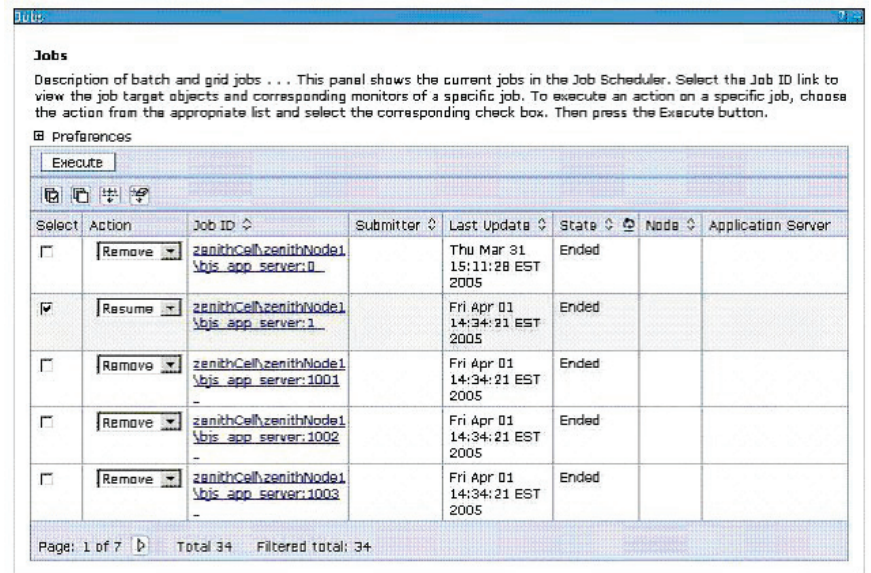 Jobs
Jobs
Description of batch and grid jobs . . . This panel shows the current jobs in the Job Scheduler. Select the Job ID link to
view the job target objects and corresponding monitors of a specific job. To execute an action on a specific job, choose
the action from the appropriate list and select the corresponding check box. Then press the Execute button.
Preferences
Execute
Select Action Job ID Submitter Last Update State Node Application Server
Remove zenithCell\zenithNode1 Thu Mar 31 Ended
\bjs_app_server:0 15:11:28 EST
2005
Resume zenithCell\zenithNode1 Fri Apr 01 Ended
\bjs_app_server:1 14:34:21 EST
2005
Remove zenithCell\zenithNode1 Fri Apr 01 Ended
\bjs_app_server:1001 14:34:21 EST
2005
Remove zenithCell\zenithNode1 Fri Apr 01 Ended
\bjs_app_server:1002 14:34:21 EST
2005
Remove zenithCell\zenithNode1 Fri Apr 01 Ended
\bjs_app_server:1003 14:34:21 EST
2005
Page: 1 of 7 Total 34 Filtered total: 34